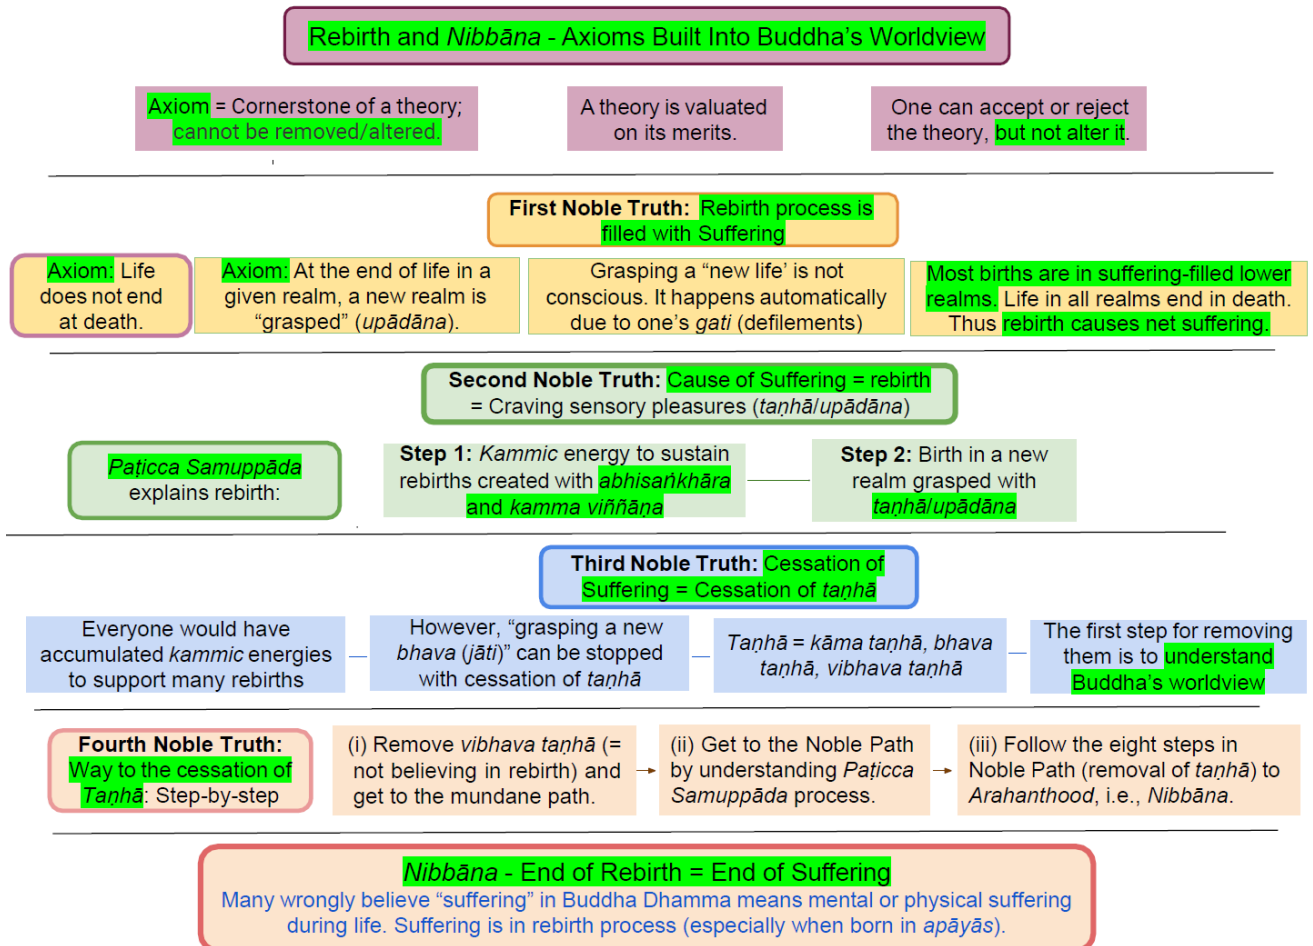 Rebirth and Nibbāna - Axioms Built Into Buddha's Worldview
Axiom = Cornerstone of a theory;
cannot be removed/altered.
A theory is valuated
on its merits.
One can accept or reject
the theory, but not alter it.
First Noble Truth: Rebirth process is
filled with Suffering
Axiom: Life
does not end
at death.
Axiom: At the end of life in a
given realm, a new realm is
“grasped” (upādāna).
Grasping a “new life’ is not
conscious. It happens automatically
due to one’s gati (defilements)
Most births are in suffering-filled lower
realms. Life in all realms end in death.
Thus rebirth causes net suffering.
Second Noble Truth: Cause of Suffering = rebirth
= Craving sensory pleasures (taṇhā/upādāna)
Paṭicca Samuppāda
explains rebirth:
Step 1: Kammic energy to sustain
rebirths created with abhisaṅkhāra
and kamma viññāṇa
Step 2: Birth in a new
realm grasped with
taṇhā/upādāna
Third Noble Truth: Cessation of
Suffering = Cessation of taṇhā
Everyone would have
accumulated kammic energies
to support many rebirths
However, “grasping a new
bhava (jāti)” can be stopped
with cessation of taṇhā
Taṇhā = kāma taṇhā, bhava
taṇhā, vibhava taṇhā
The first step for removing
them is to understand
Buddha’s worldview
Fourth Noble Truth:
Way to the cessation of
Taṇhā: Step-by-step
(i) Remove vibhava taṇhā (=
not believing in rebirth) and
get to the mundane path.
(ii) Get to the Noble Path
by understanding Paṭicca
Samuppāda process.
(iii) Follow the eight steps in
Noble Path (removal of taṇhā) to
Arahanthood, i.e., Nibbāna.
Nibbāna - End of Rebirth = End of Suffering
Many wrongly believe “suffering” in Buddha Dhamma means mental or physical suffering
during life. Suffering is in rebirth process (especially when born in apāyās).